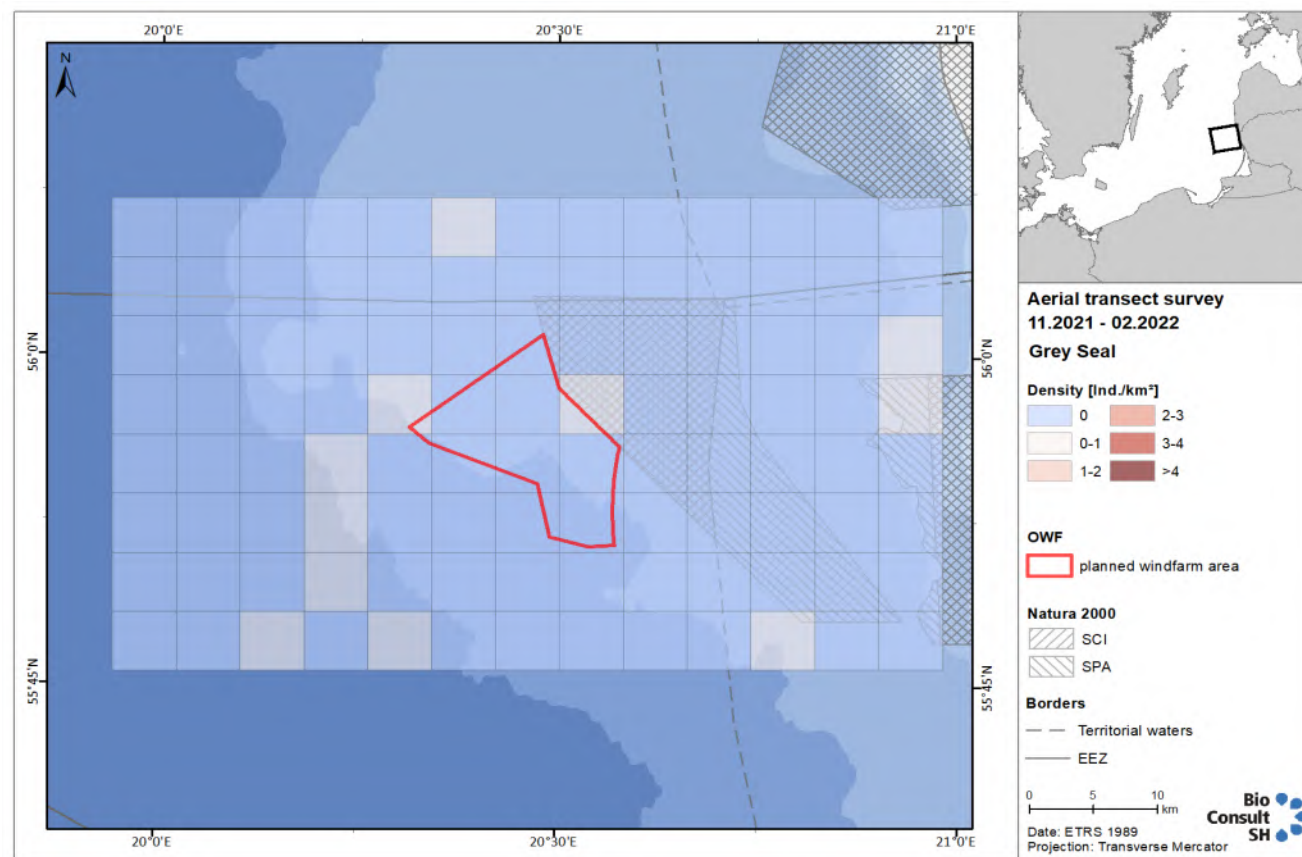 20°0'E
20°30'E
21°0'E
N
56°0'N
56°0'N
55°45'N
55°45'N
20°0'E
20°30'E
21°0'E
Aerial transect survey
11.2021 - 02.2022
Grey Seal
Density [Ind./km²]
0
2-3
0-1
3-4
1-2
>4
OWF
planned windfarm area
Natura 2000
SCI
SPA
Borders
Territorial waters
EEZ
0 5 10
km
Date: ETRS 1989
Projection: Transverse Mercator
Bio
Consult
SH